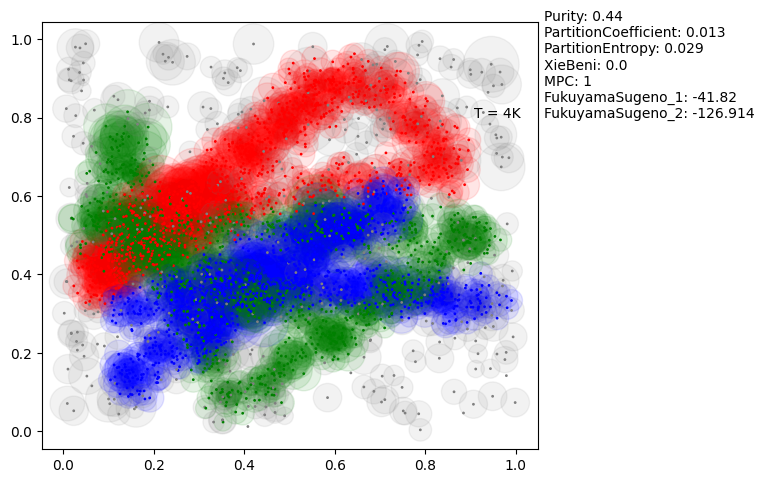 Purity: 0.44
PartitionCoefficient: 0.013
PartitionEntropy: 0.029
XieBeni: 0.0
MPC: 1
FukuyamaSugeno_1: -41.82
FukuyamaSugeno_2: -126.914
T = 4K
1.0
0.8
0.6
0.4
0.2
0.0
0.0 0.2 0.4 0.6 0.8 1.0